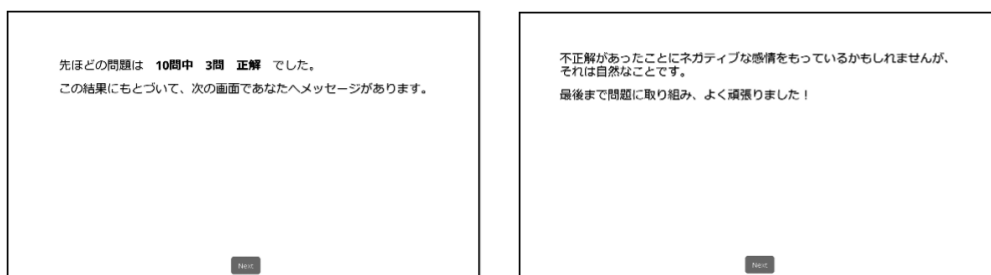 先ほどの問題は　10問中　3問　正解　でした。
この結果にもとづいて、次の画面であなたへメッセージがあります。
Next
不正解があったことにネガティブな感情をもっているかもしれませんが、
それは自然なことです。
最後まで問題に取り組み、よく頑張りました！
Next